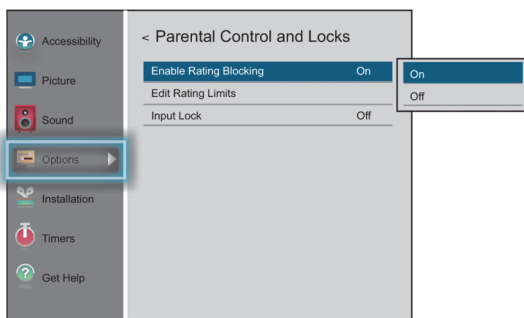 Accessibility
Picture
Sound
Options
Installation
Timers
Get Help
< Parental Control and Locks
Enable Rating Blocking On
Edit Rating Limits
Input Lock Off
On
Off